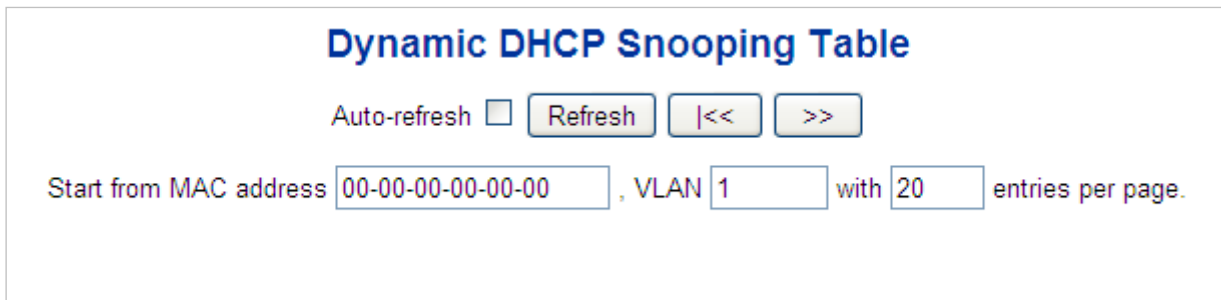 Dynamic DHCP Snooping Table
Auto-refresh Refresh |<< >>
Start from MAC address 00-00-00-00-00-00 , VLAN 1 with 20 entries per page.